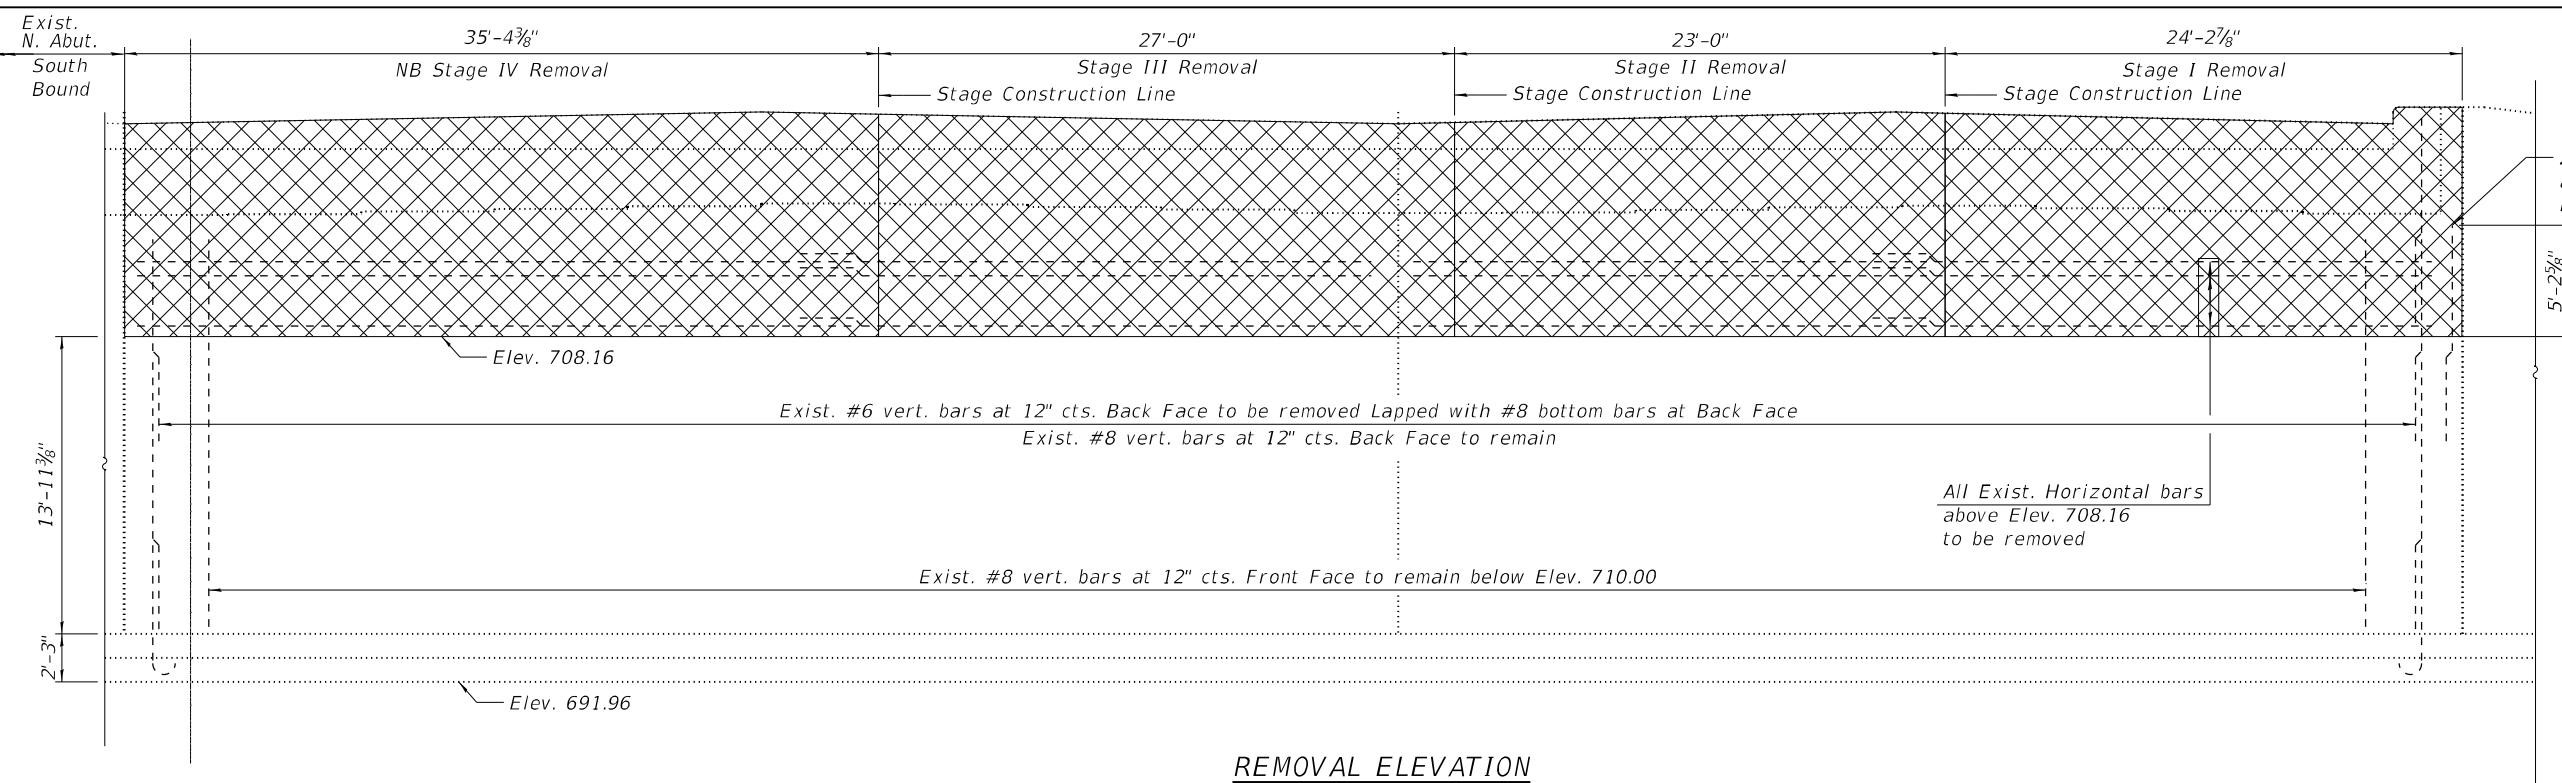 Exist.
N. Abut.
South
Bound
35'-4⅜"
NB Stage IV Removal
27'-0"
Stage III Removal
Stage Construction Line
23'-0"
Stage II Removal
Stage Construction Line
24'-2⅞"
Stage I Removal
Stage Construction Line
5'-2⅝"
Elev. 708.16
Exist. #6 vert. bars at 12" cts. Back Face to be removed Lapped with #8 bottom bars at Back Face
Exist. #8 vert. bars at 12" cts. Back Face to remain
13'-11⅜"
All Exist. Horizontal bars
above Elev. 708.16
to be removed
Exist. #8 vert. bars at 12" cts. Front Face to remain below Elev. 710.00
2'-3"
Elev. 691.96
REMOVAL ELEVATION